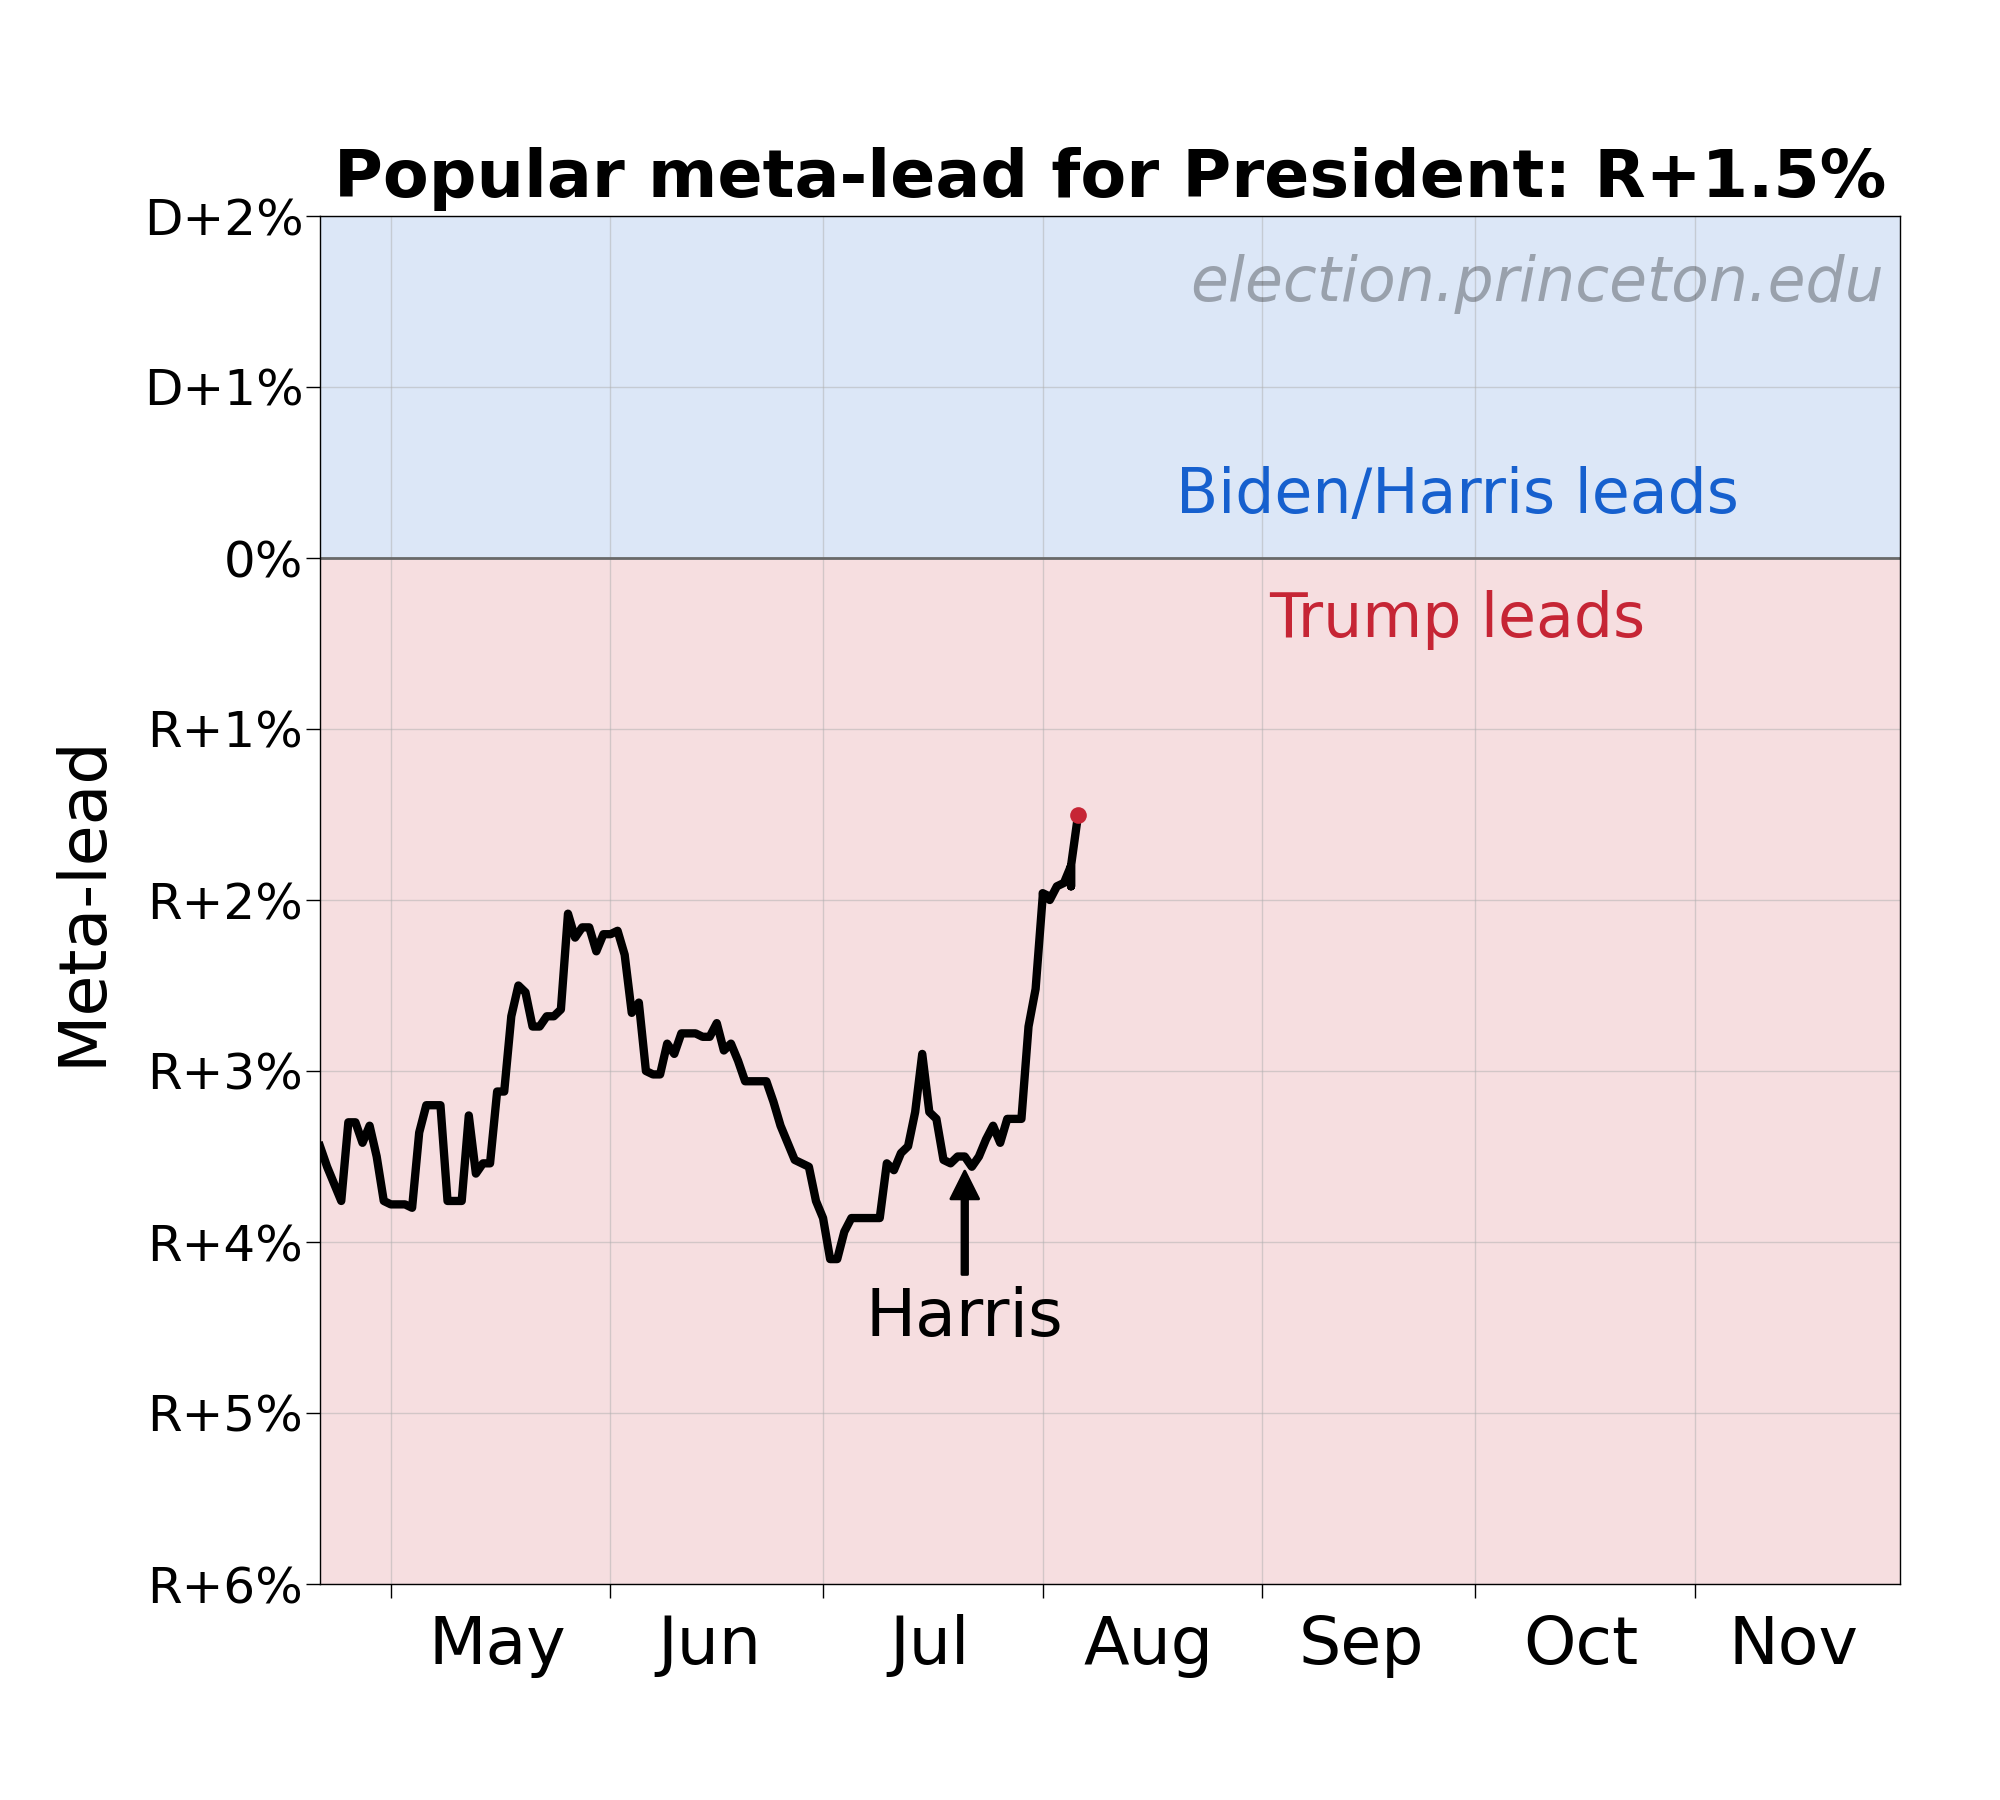 Popular meta-lead for President: R+1.5%
D+2%
election.princeton.edu
D+1%
Biden/Harris leads
0%
Trump leads
R+1%
Meta-lead
R+2%
R+3%
R+4%
Harris
R+5%
R+6%
May Jun Jul Aug Sep Oct Nov